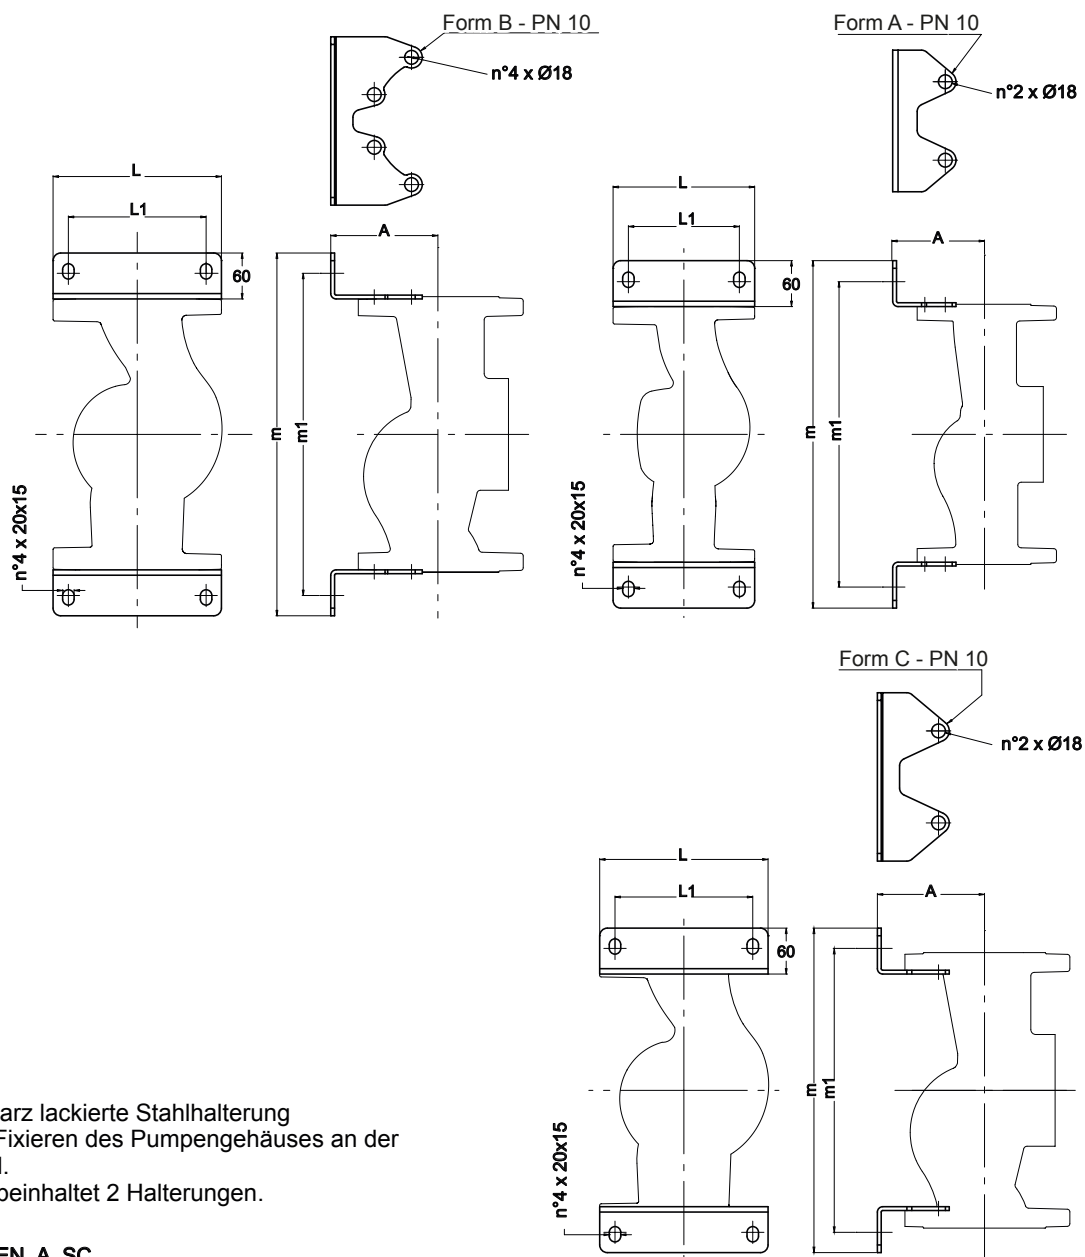 Form B - PN 10
n°4 x Ø18
Form A - PN 10
n°2 x Ø18
L
L1
60
A
m
m1
n°4 x 20x15
L
L1
60
A
m
m1
n°4 x 20x15
Form C - PN 10
n°2 x Ø18
L
L1
60
A
m
m1
n°4 x 20x15
arz lackierte Stahlhalterung
Fixieren des Pumpengehäuses an der
beinhaltet 2 Halterungen.